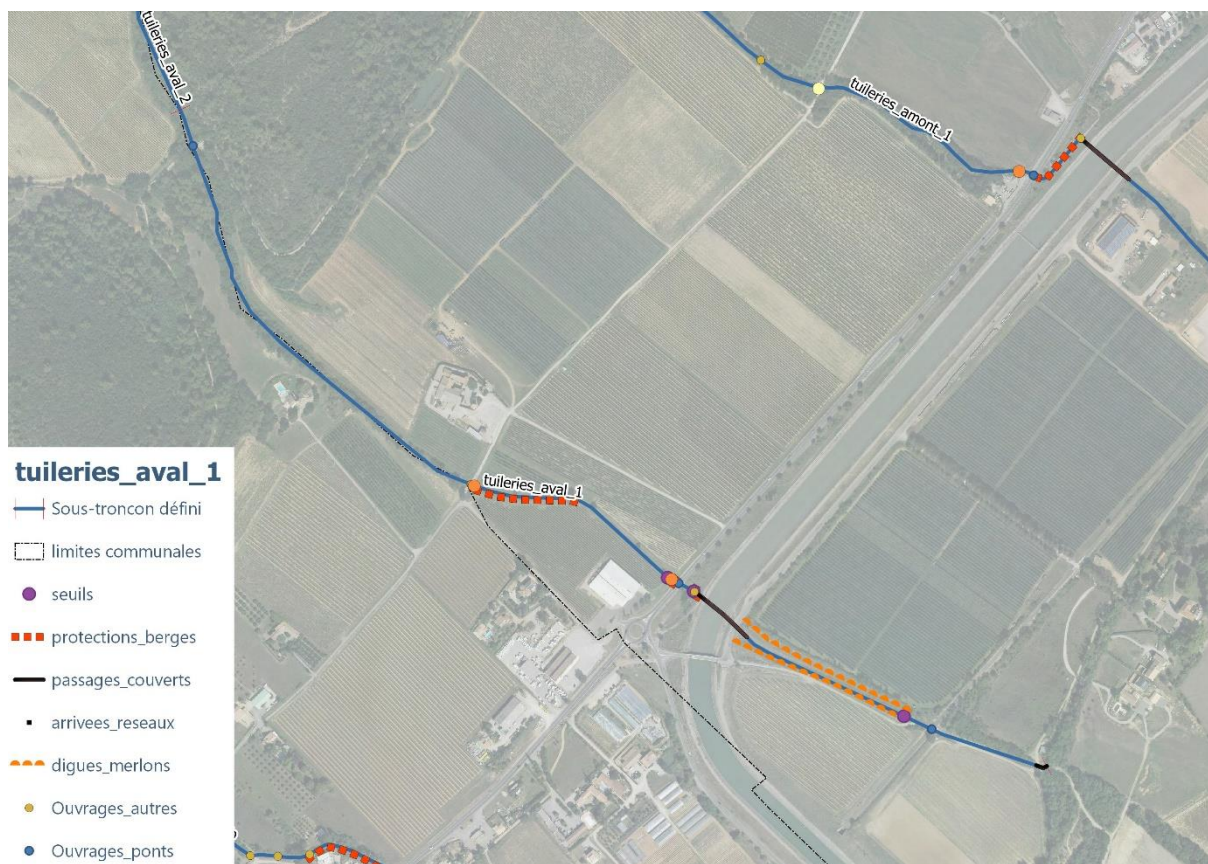 tuileries_aval_2
tuileries_amont_1
tuileries_aval_1
tuileries_aval_1
Sous-troncon défini
limites communales
seuils
protections_berges
passages_couverts
arrivees_reseaux
digues_merlons
Ouvrages_autres
Ouvrages_ponts